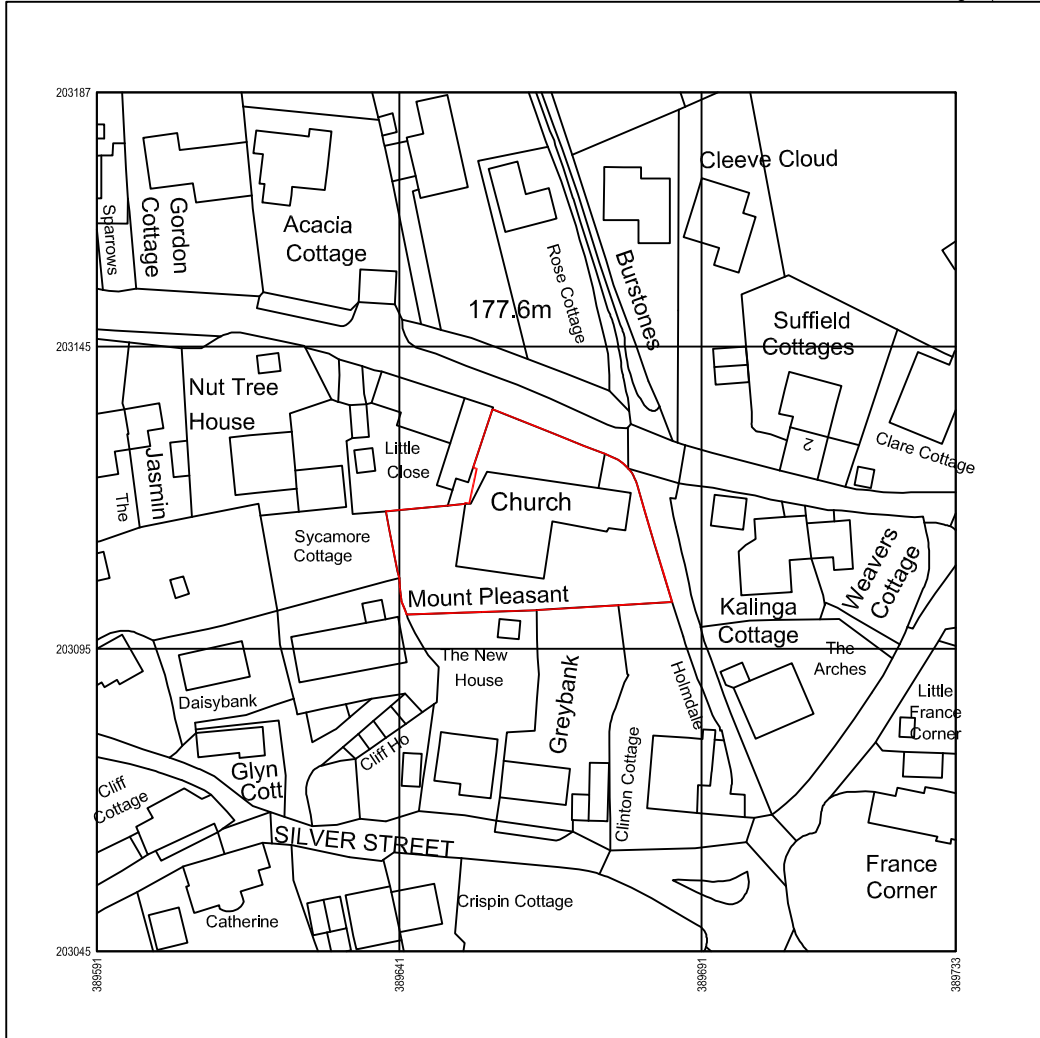 203187
Cleeve Cloud
Sparrows
Gordon
Cottage
Acacia
Cottage
Rose Cottage
Burstones
177.6m
203145
Suffield
Cottages
Nut Tree
House
Jasmin
The
Little
Close
2
Clare Cottage
Church
Sycamore
Cottage
Mount Pleasant
Kalinga
Cottage
Weavers
Cottage
203095
The New
House
Greybank
Holmdale
The
Arches
Daisybank
Little
France
Corner
Glyn
Cott
Cliff Ho
Clinton Cottage
Cliff
Cottage
SILVER STREET
France
Corner
Catherine
Crispin Cottage
203045
389591
389641
389691
389733